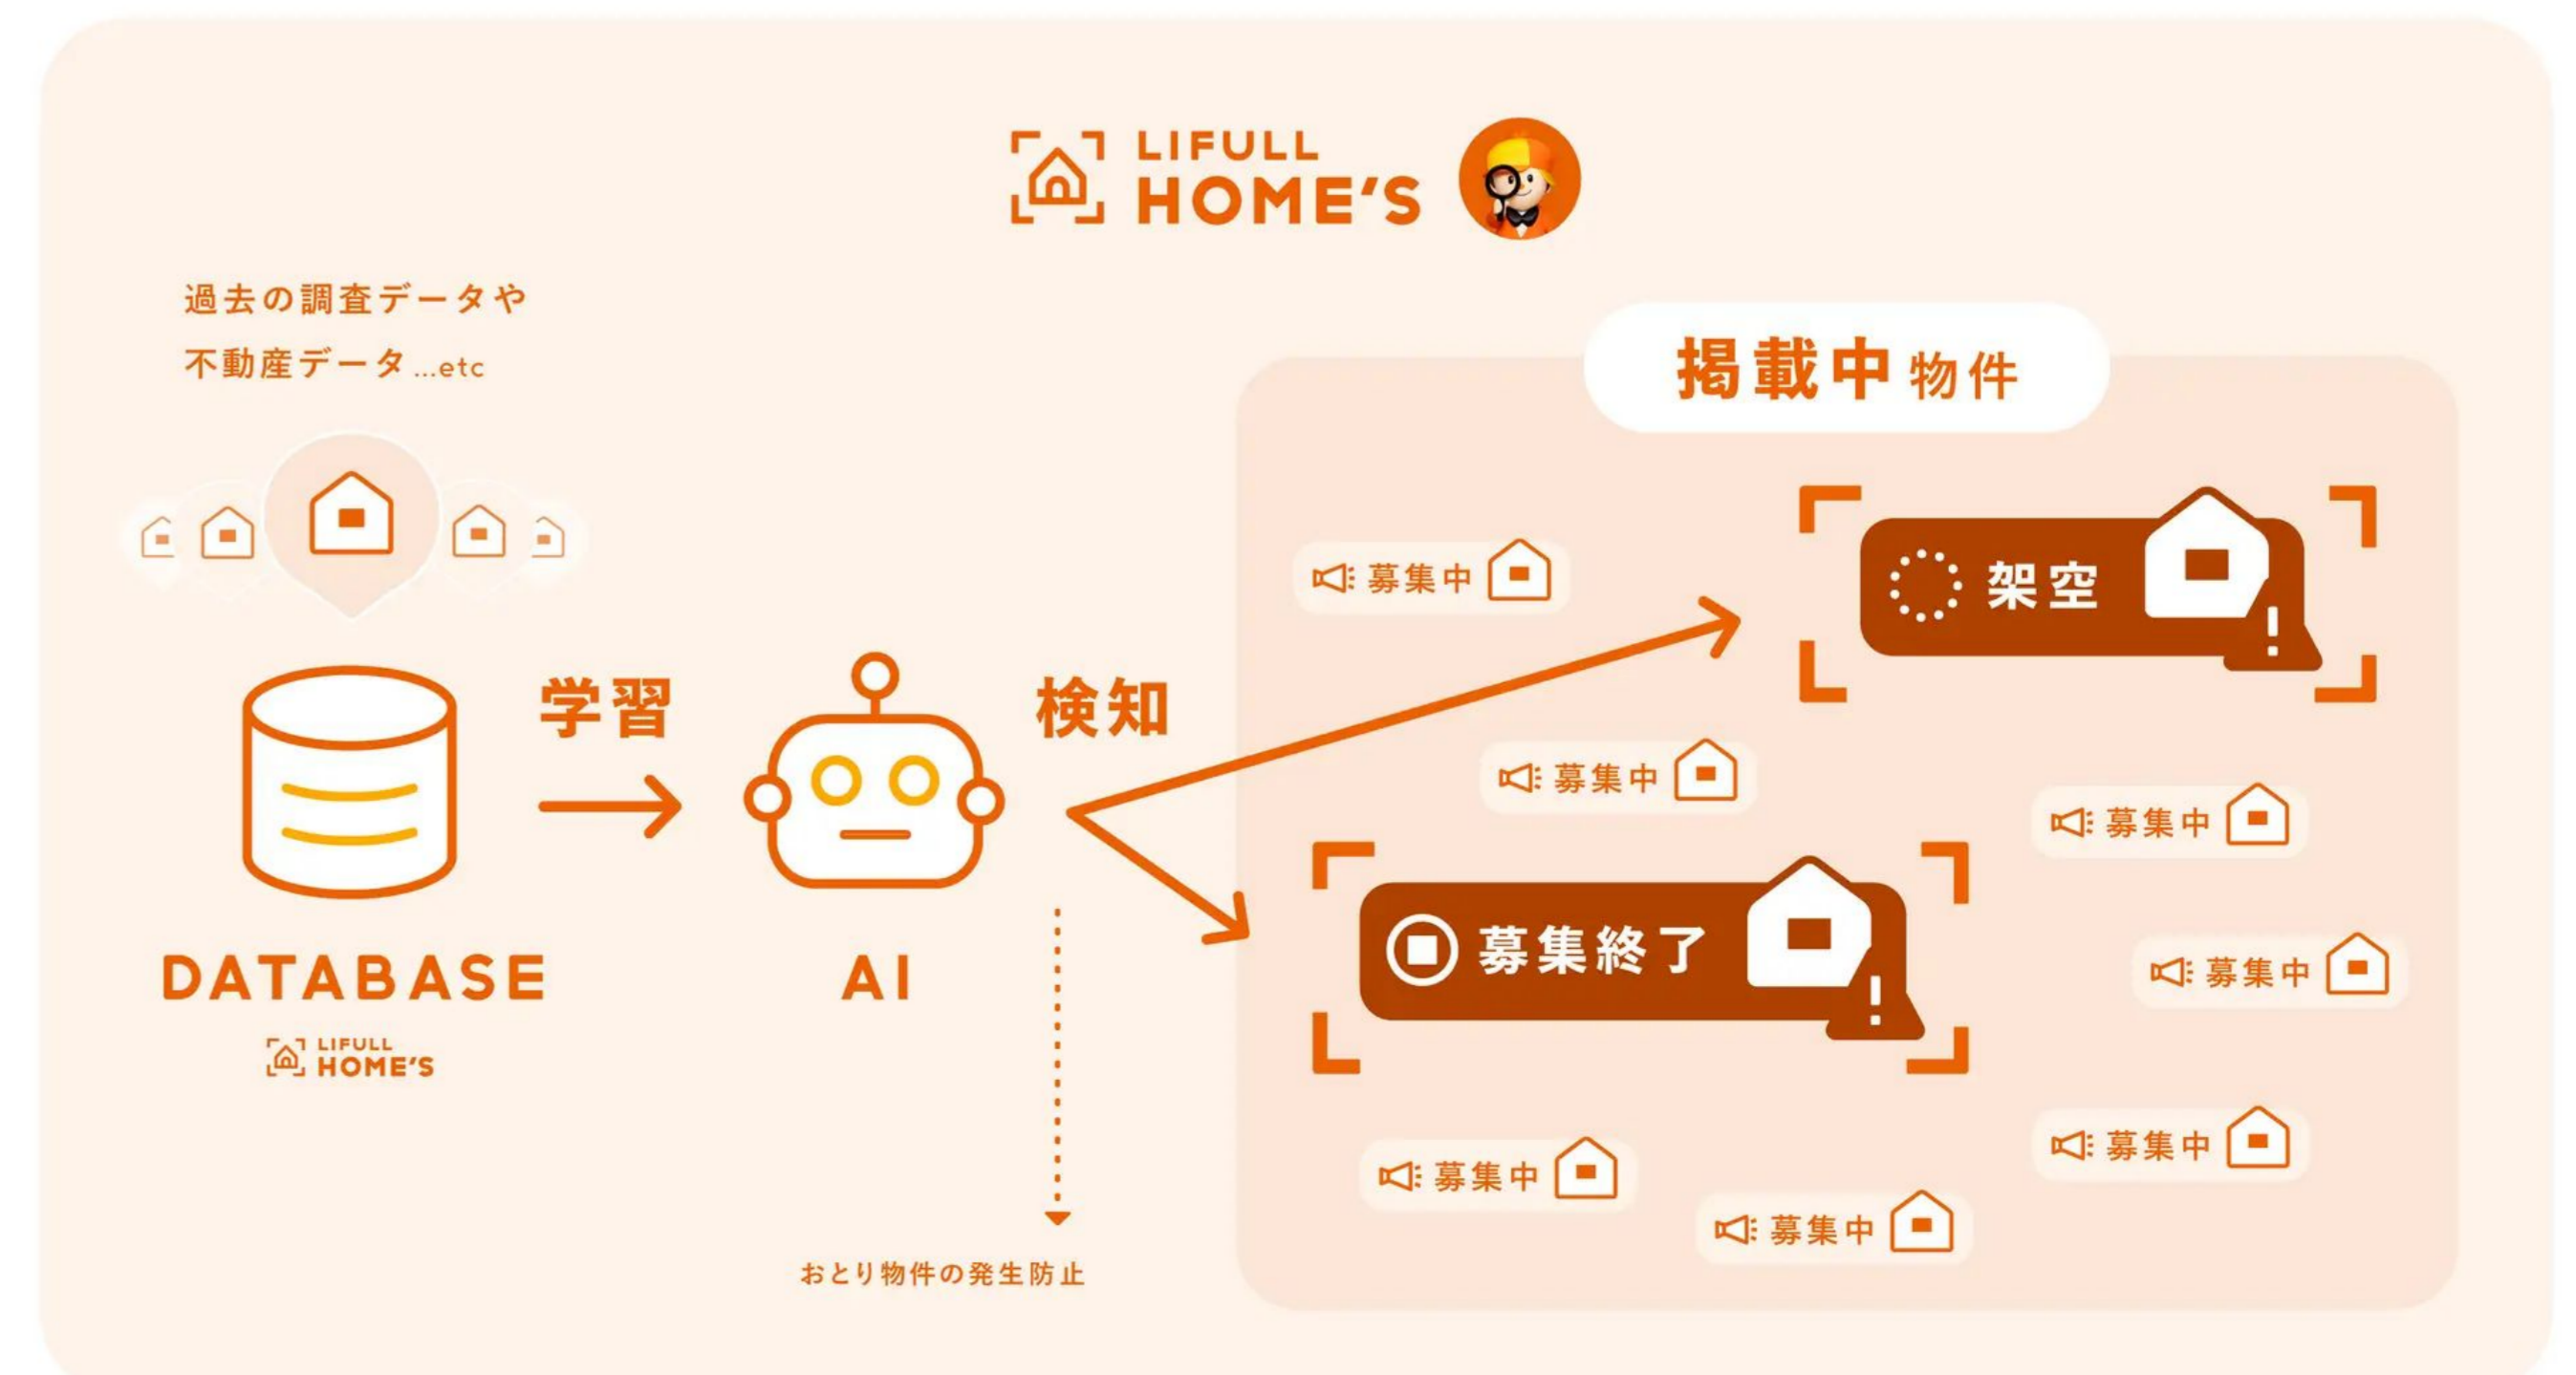 LIFULL
HOME'S
過去の調査データや
不動産データ...etc
掲載中物件
募集中
架空
学習
検知
募集中
募集中
募集終了
募集中
DATABASE
AI
LIFULL
HOME'S
募集中
募集中
募集中
おとり物件の発生防止